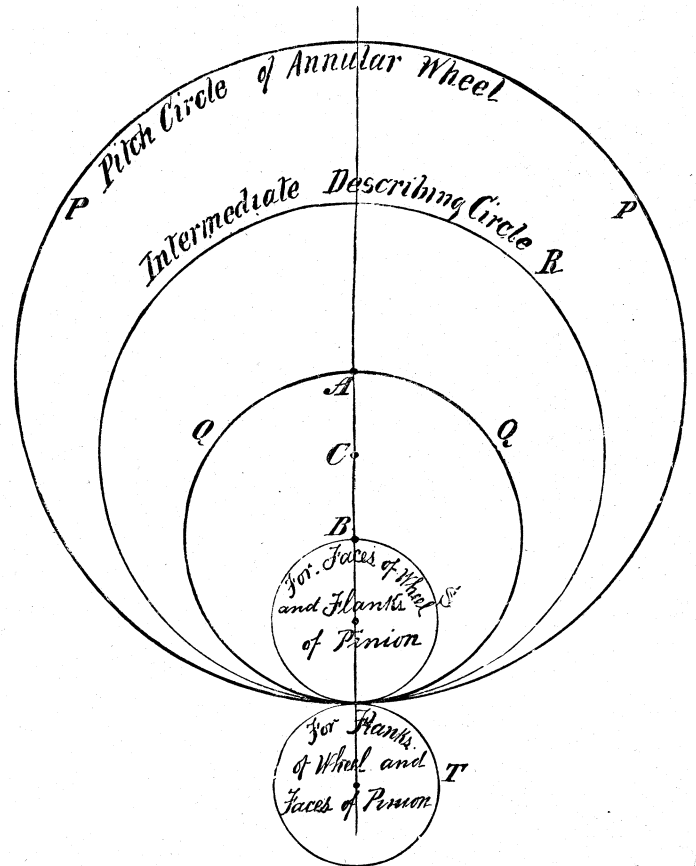 Pitch Circle of Annular Wheel
P P
Intermediate Describing Circle R
A
Q Q
C
B
For Faces of Wheel S
and Flanks
of Pinion
For Flanks
of Wheel and T
Faces of Pinion